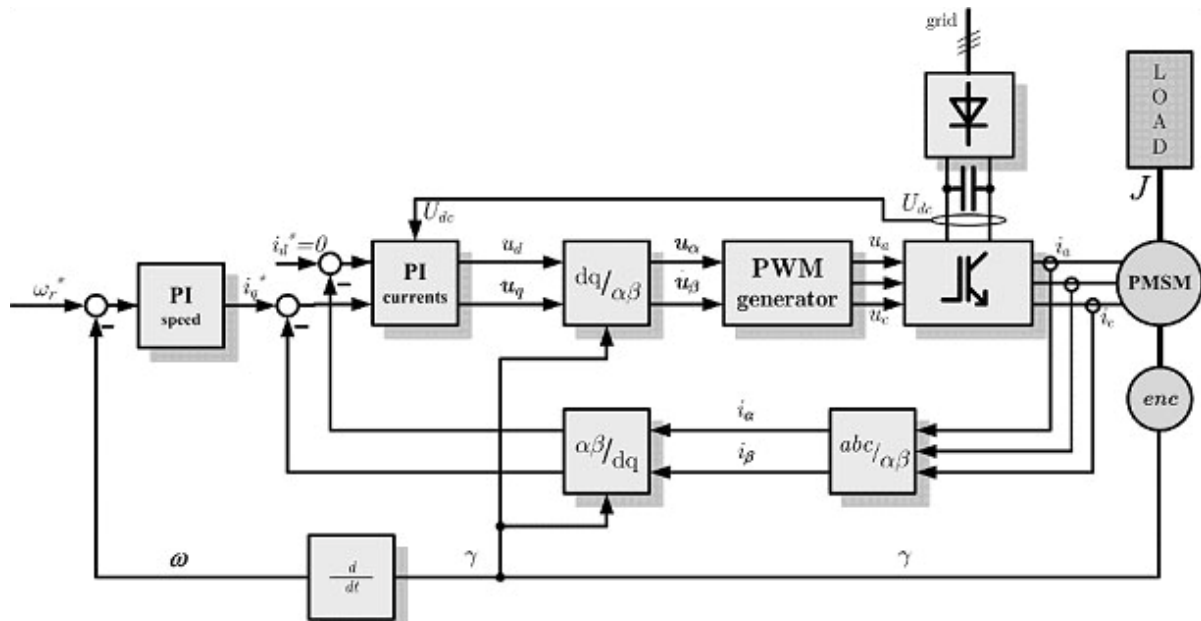 grid
LOAD
J
U_dc
U_dc
i_d*=0
u_d
u_α
u_a
i_a
PI currents
dq/αβ
PWM generator
PMSM
ω_r*
PI speed
i_q*
u_q
u_β
u_c
i_c
enc
i_α
αβ/dq
abc/αβ
i_β
ω
d/dt
γ
γ